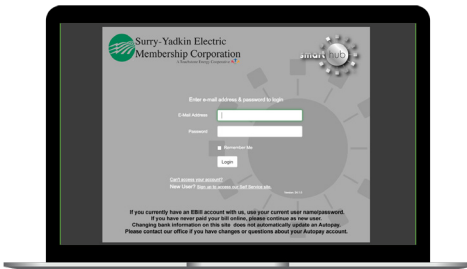 Surry-Yadkin Electric
Membership Corporation
A Touchstone Energy Cooperative
smart hub
Enter e-mail address & password to login
E-Mail Address
Password
Remember Me
Login
Can't access your account?
New User? Sign up to access our Self Service site.
If you currently have an EBill account with us, use your current user name/password.
If you have never paid your bill online, please continue as new user.
Changing bank information on this site does not automatically update an Autopay.
Please contact our office if you have changes or questions about your Autopay account.